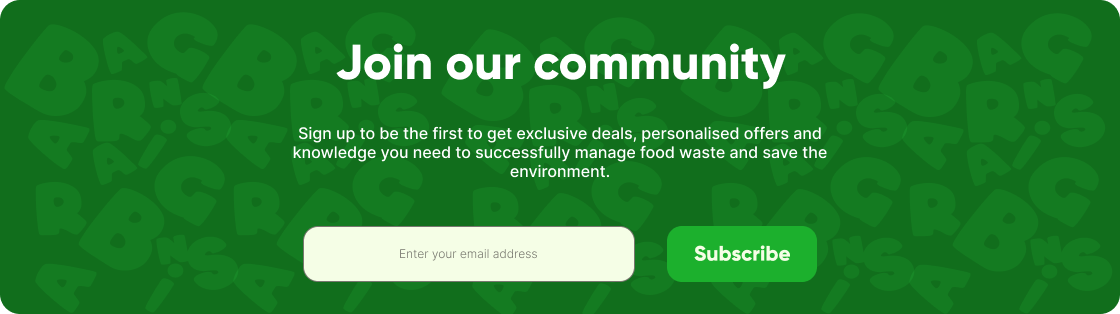 Join our community
Sign up to be the first to get exclusive deals, personalised offers and
knowledge you need to successfully manage food waste and save the
environment.
Enter your email address
Subscribe